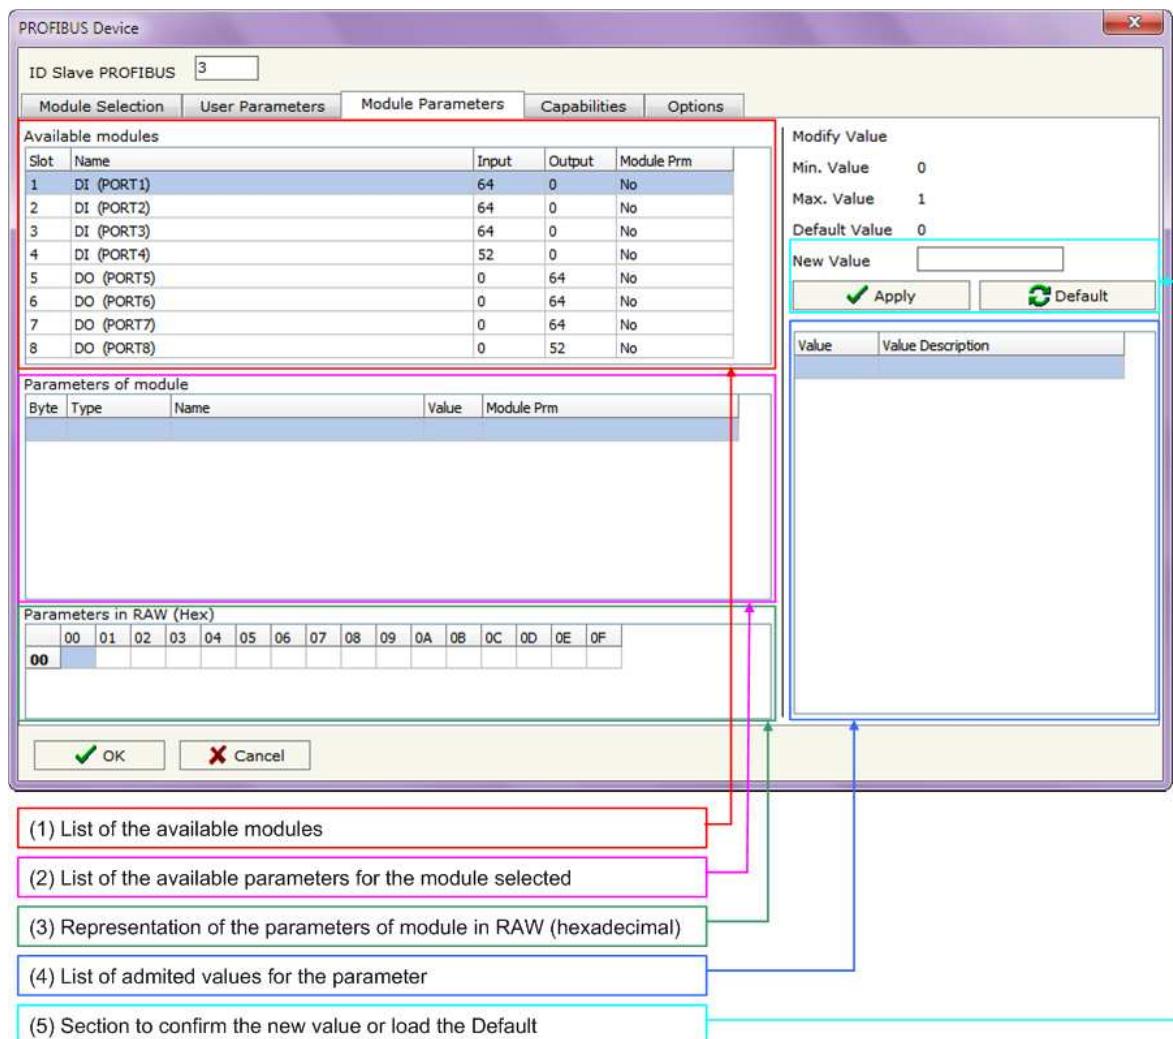 PROFIBUS Device
ID Slave PROFIBUS 3
Module Selection User Parameters Module Parameters Capabilities Options
Available modules
Slot Name Input Output Module Prm
1 DI (PORT1) 64 0 No
2 DI (PORT2) 64 0 No
3 DI (PORT3) 64 0 No
4 DI (PORT4) 52 0 No
5 DO (PORT5) 0 64 No
6 DO (PORT6) 0 64 No
7 DO (PORT7) 0 64 No
8 DO (PORT8) 0 52 No
Parameters of module
Byte Type Name Value Module Prm
Parameters in RAW (Hex)
00 01 02 03 04 05 06 07 08 09 0A 0B 0C 0D 0E 0F
00
Modify Value
Min. Value 0
Max. Value 1
Default Value 0
New Value
Apply Default
Value Value Description
OK Cancel
(1) List of the available modules
(2) List of the available parameters for the module selected
(3) Representation of the parameters of module in RAW (hexadecimal)
(4) List of admited values for the parameter
(5) Section to confirm the new value or load the Default